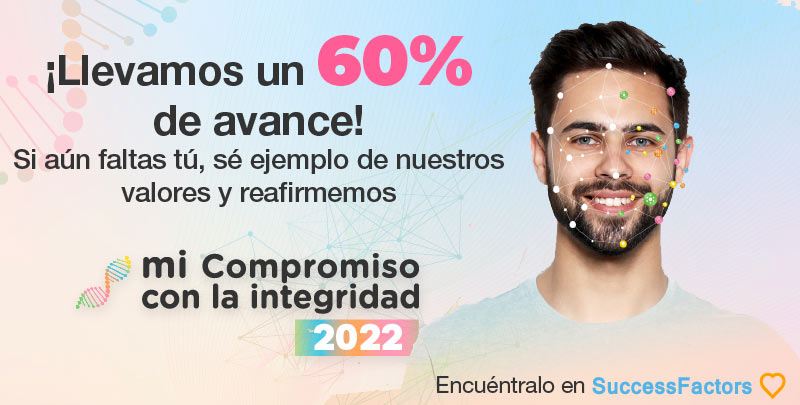 ¡Llevamos un 60%
de avance!
Si aún faltas tú, sé ejemplo de nuestros
valores y reafirmemos
mi Compromiso
con la integridad
2022
Encuéntralo en SuccessFactors